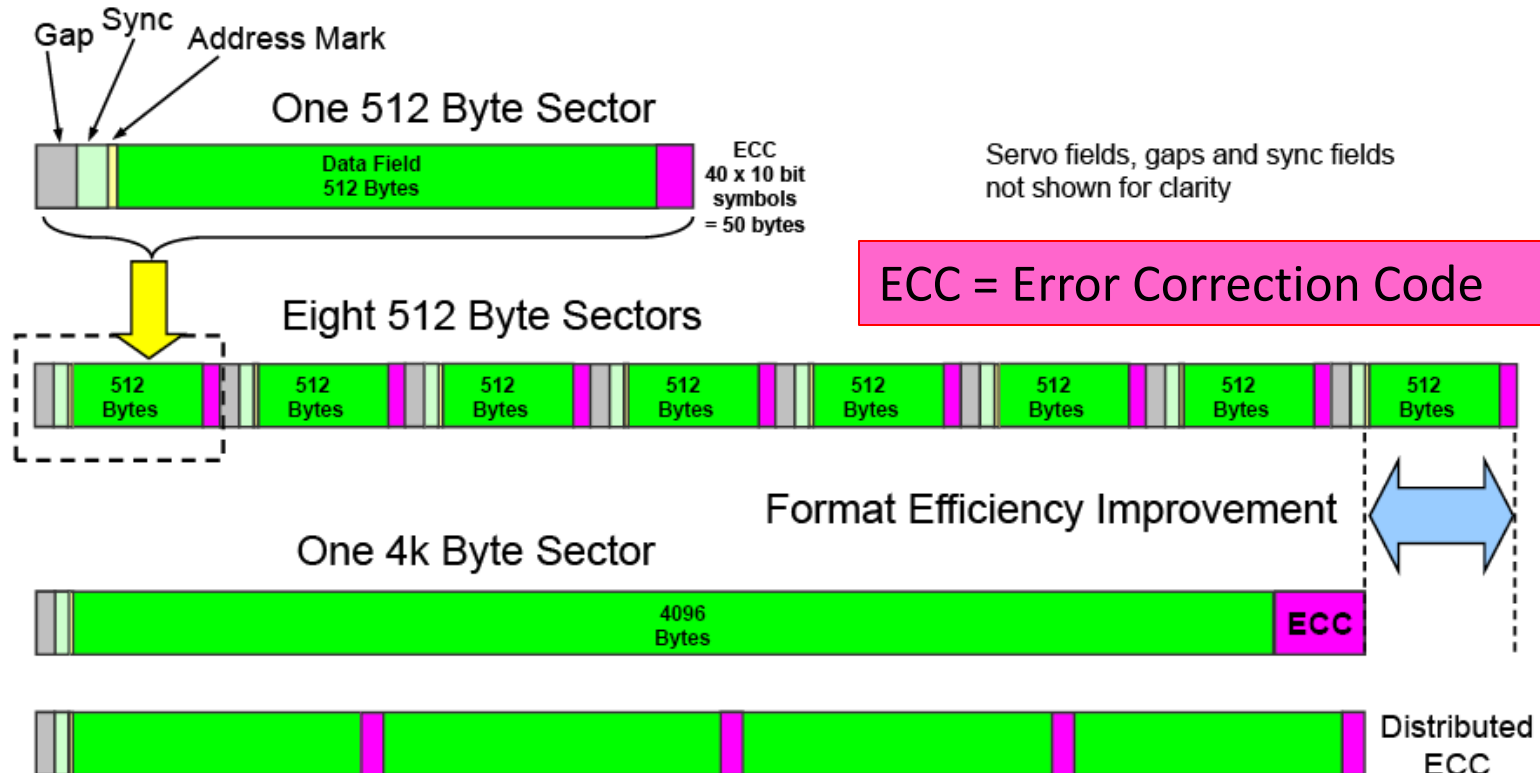 Gap
Sync
Address Mark
One 512 Byte Sector
Data Field
512 Bytes
ECC
40 x 10 bit
symbols
= 50 bytes
Servo fields, gaps and sync fields
not shown for clarity
ECC = Error Correction Code
Eight 512 Byte Sectors
512
Bytes
512
Bytes
512
Bytes
512
Bytes
512
Bytes
512
Bytes
512
Bytes
512
Bytes
Format Efficiency Improvement
One 4k Byte Sector
4096
Bytes
ECC
Distributed
ECC